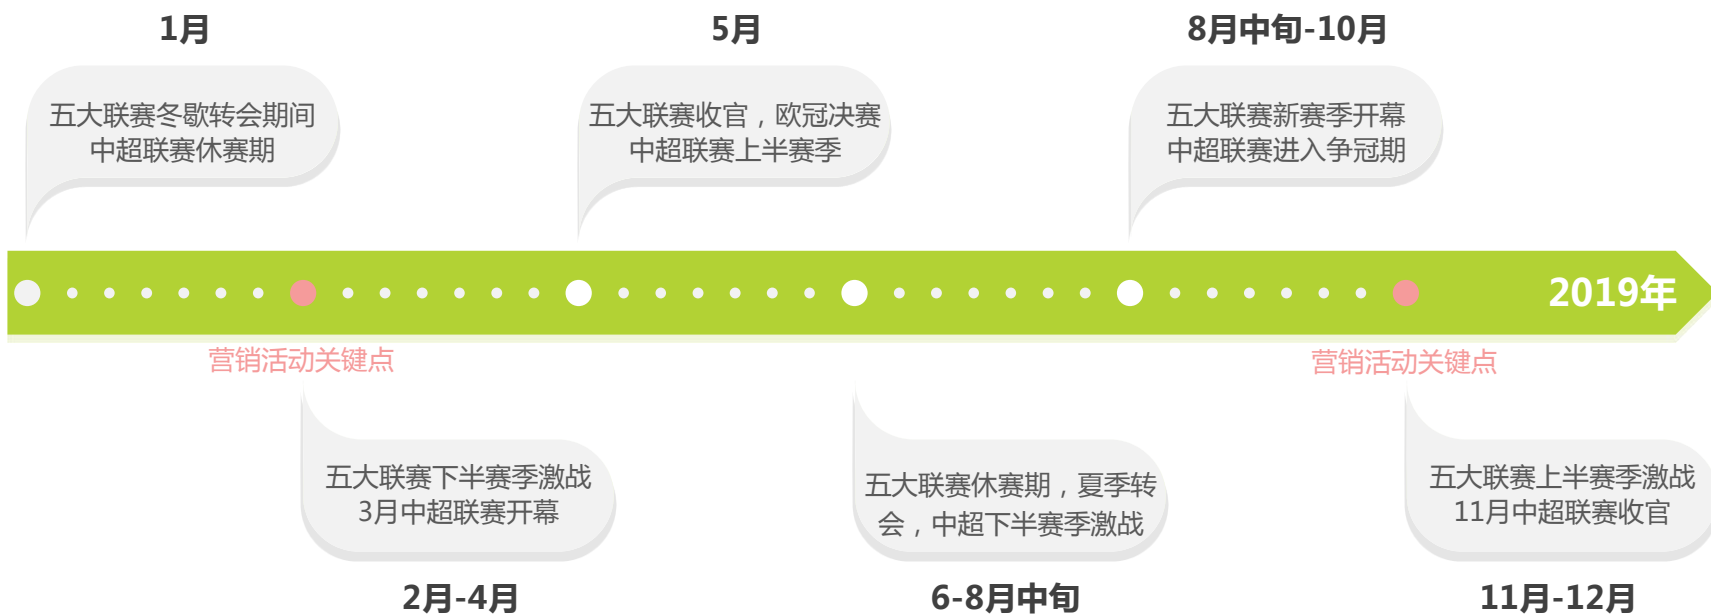 1月
5月
8月中旬-10月
五大联赛冬歇转会期间
中超联赛休赛期
五大联赛收官，欧冠决赛
中超联赛上半赛季
五大联赛新赛季开幕
中超联赛进入争冠期
2019年
营销活动关键点
营销活动关键点
五大联赛下半赛季激战
3月中超联赛开幕
五大联赛休赛期，夏季转
会，中超下半赛季激战
五大联赛上半赛季激战
11月中超联赛收官
2月-4月
6-8月中旬
11月-12月